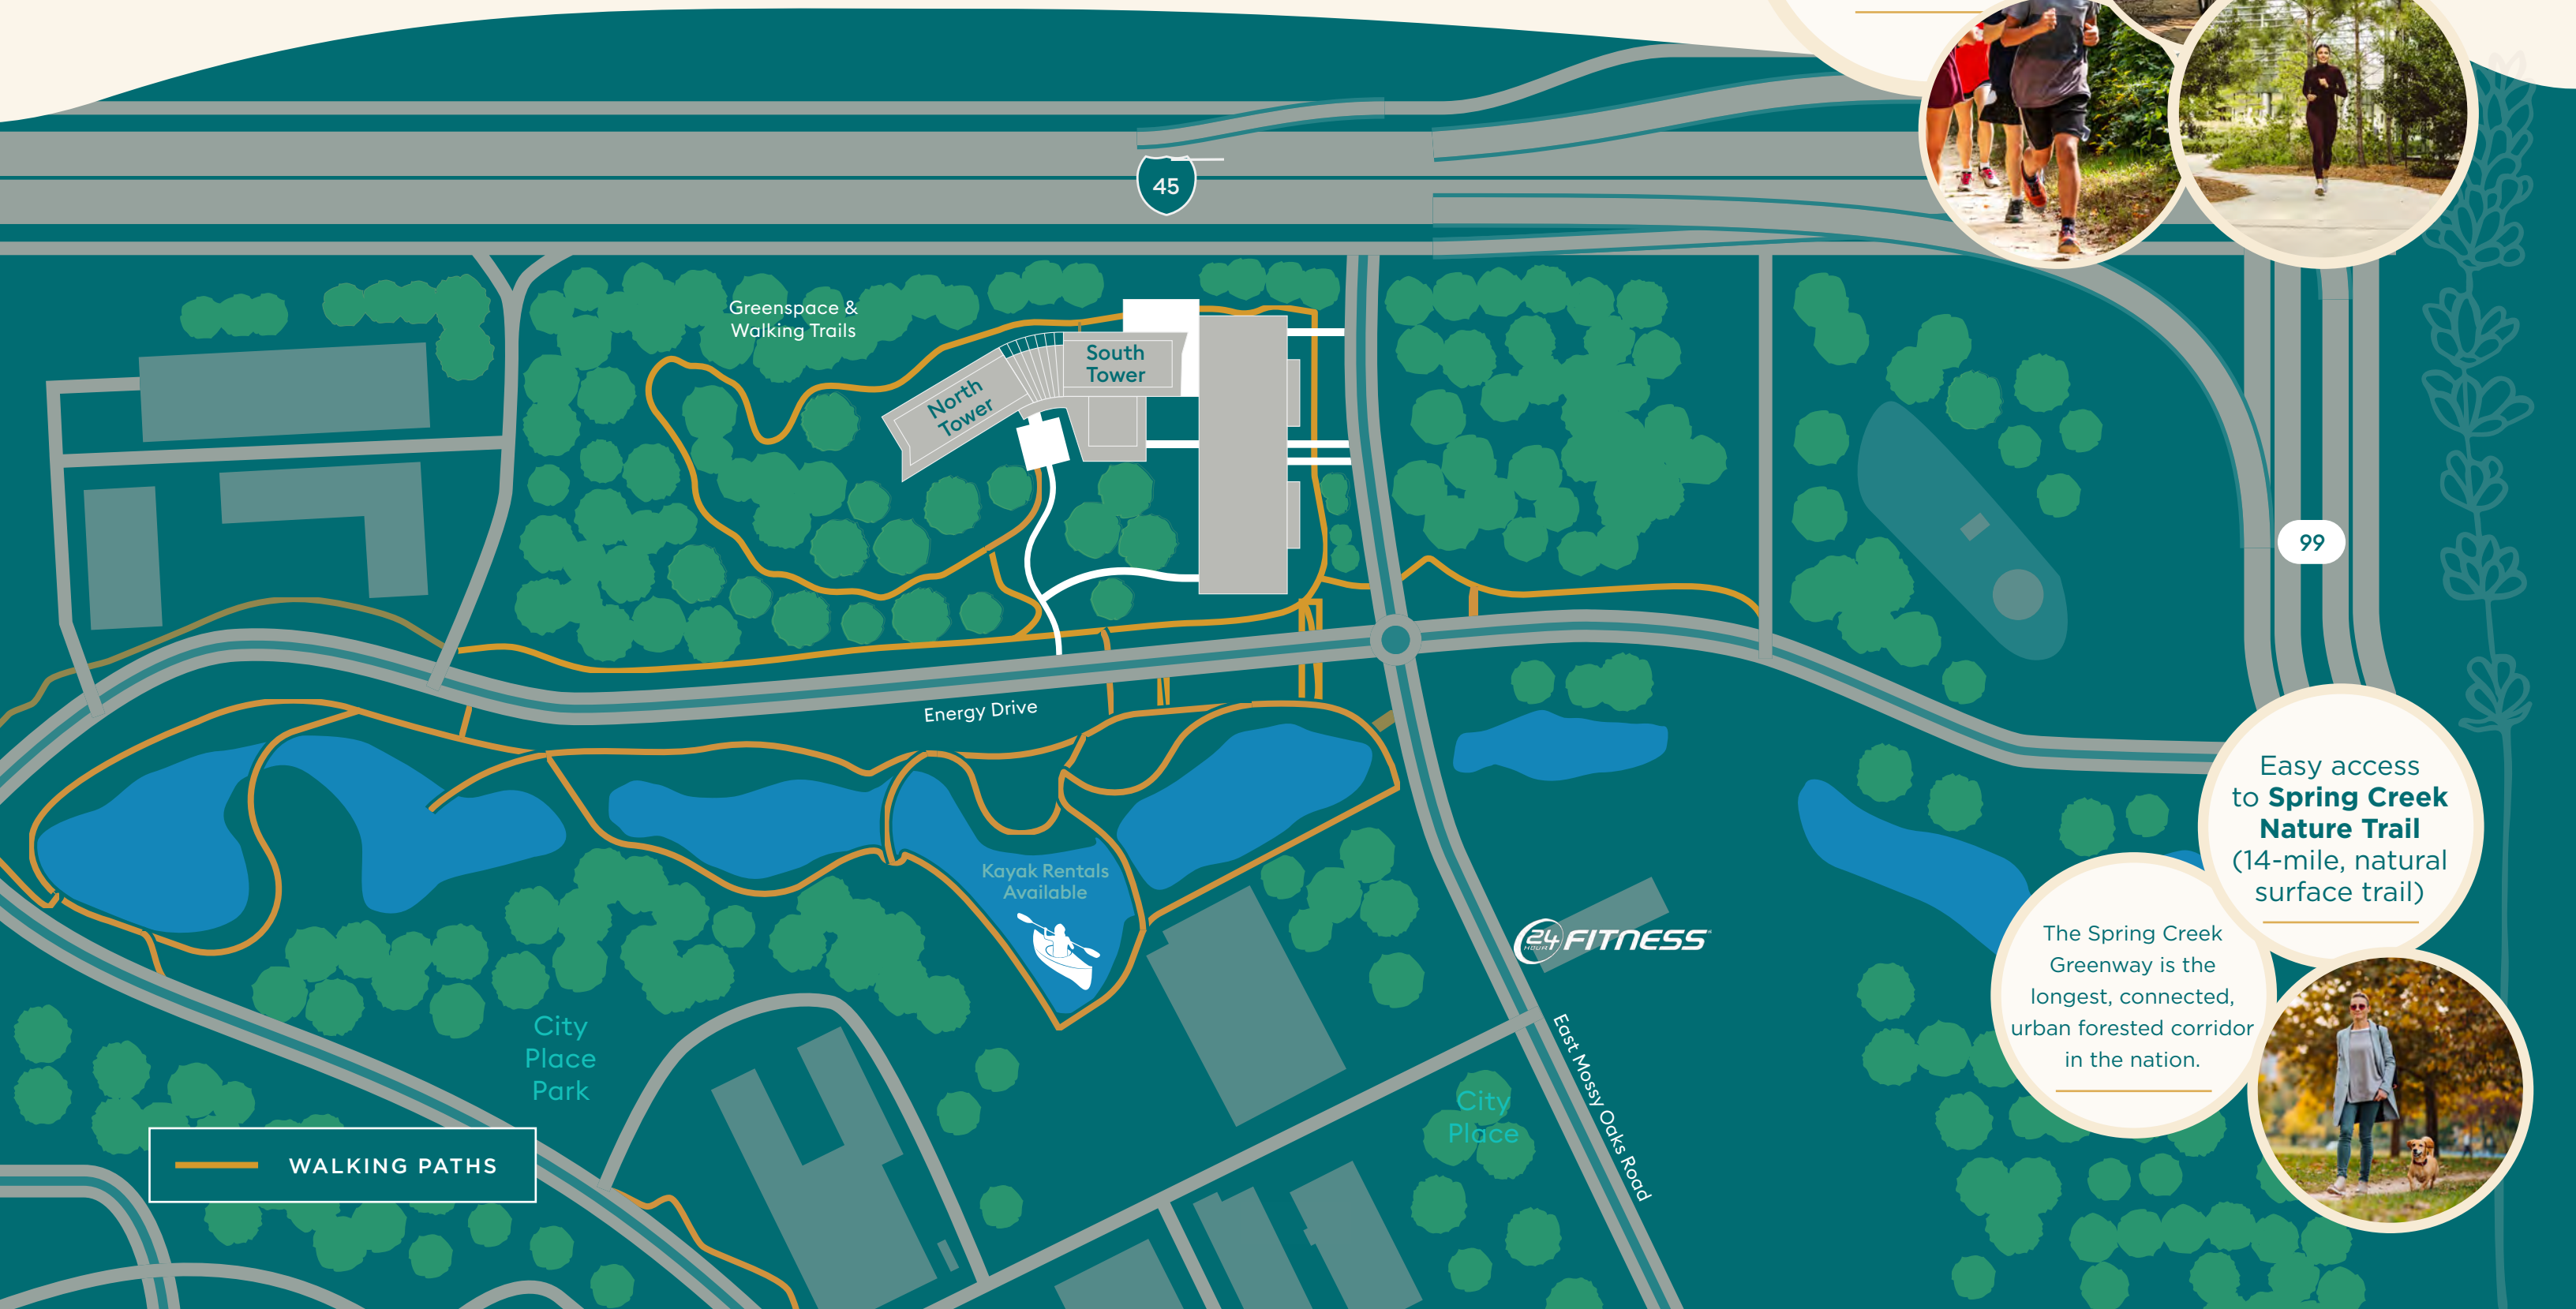 45
Greenspace &
Walking Trails
South
Tower
North
Tower
99
Energy Drive
Easy access
to Spring Creek
Nature Trail
(14-mile, natural
surface trail)
Kayak Rentals
Available
24
HOUR
FITNESS
The Spring Creek
Greenway is the
longest, connected,
urban forested corridor
in the nation.
City
Place
Park
East Mossy Oaks Road
City
Place
WALKING PATHS